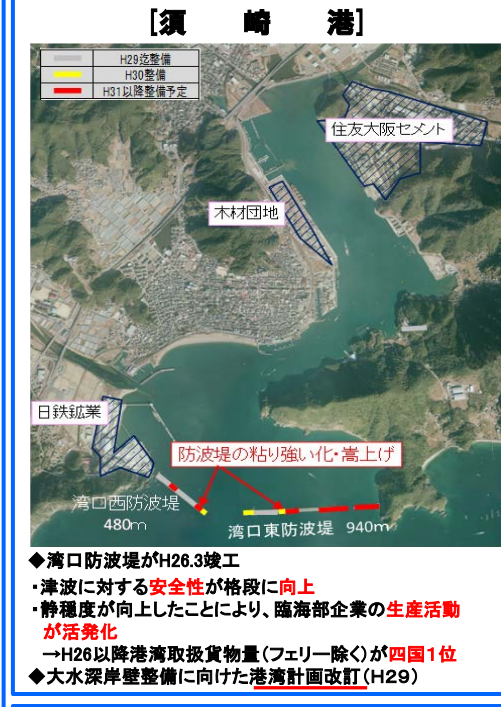 [須崎港]
H29迄整備
H30整備
H31以降整備予定
住友大阪セメント
木材団地
日鉄鉱業
防波堤の粘り強い化・嵩上げ
湾口西防波堤
480m
湾口東防波堤 940m
◆湾口防波堤がH26.3竣工
・津波に対する安全性が格段に向上
・静穏度が向上したことにより、臨海部企業の生産活動
が活発化
→H26以降港湾取扱貨物量(フェリー除く)が四国1位
◆大水深岸壁整備に向けた港湾計画改訂(H29)